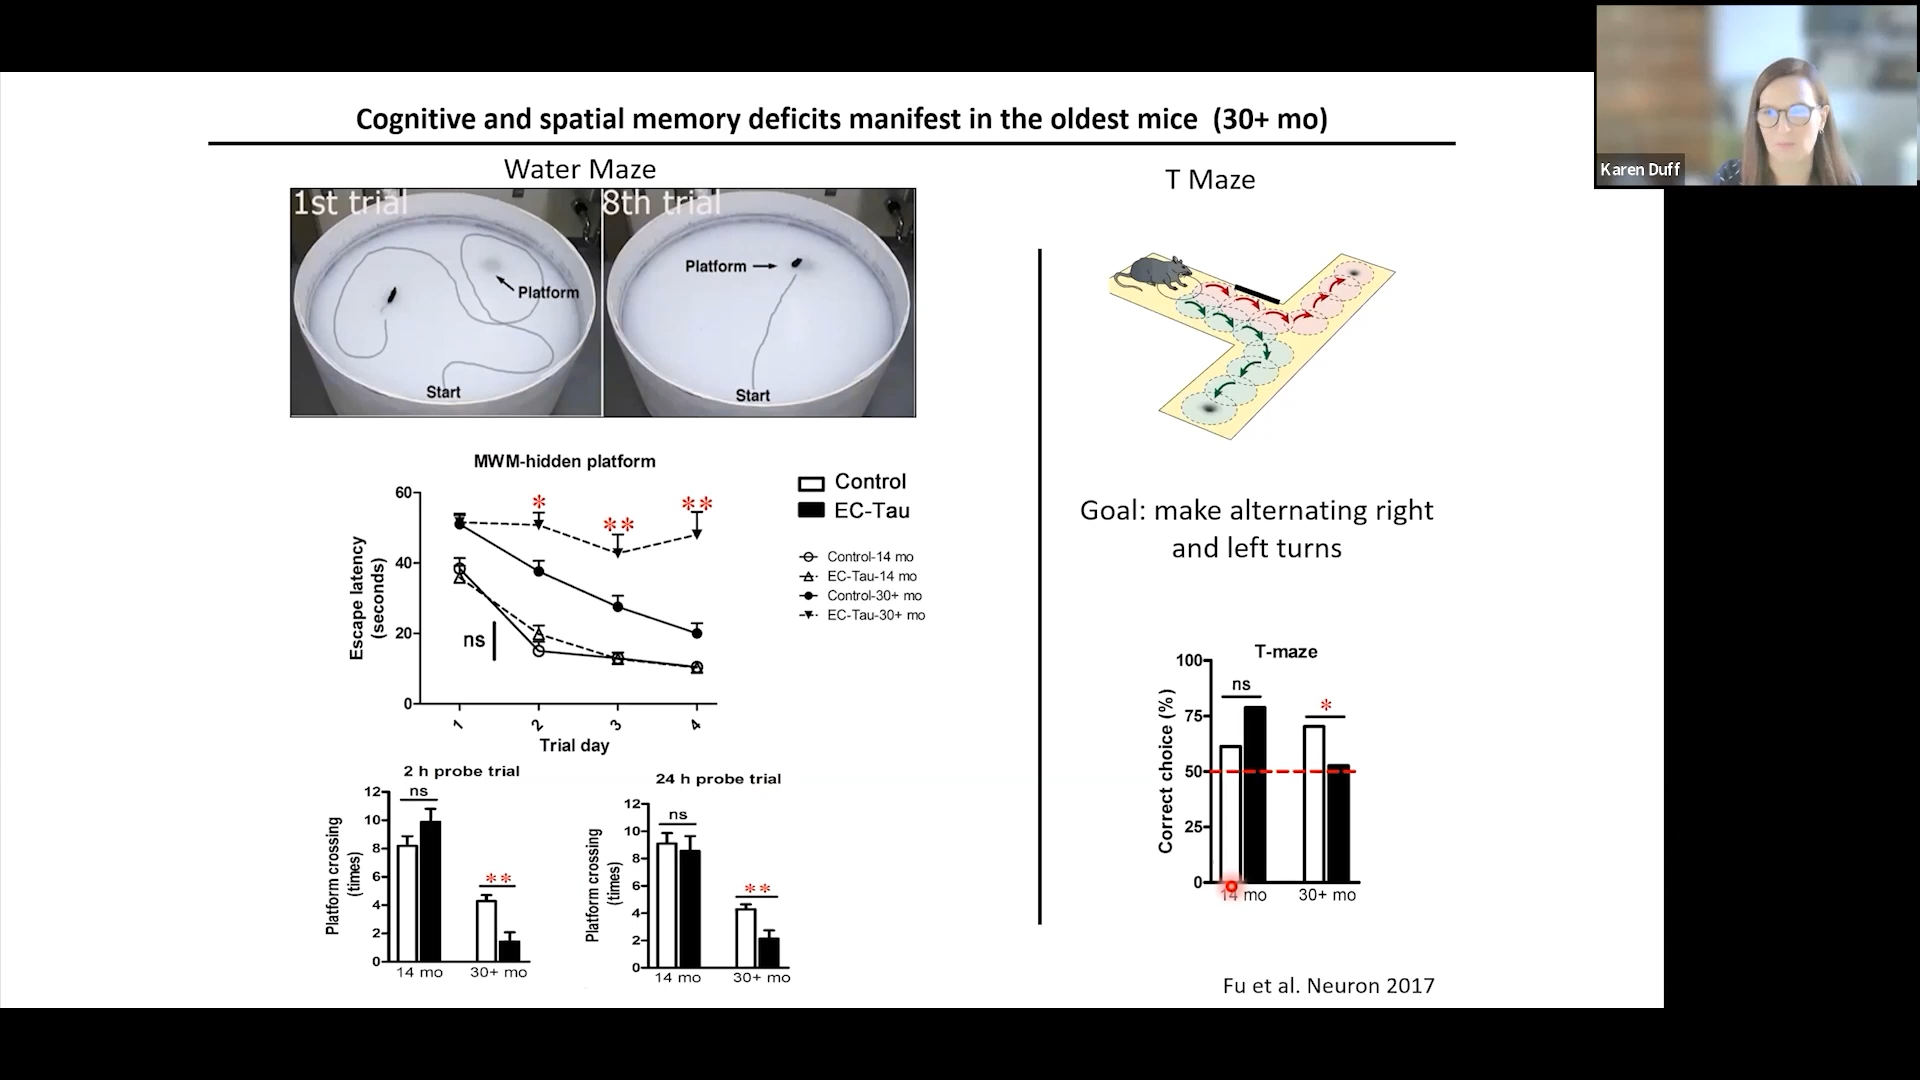 Cognitive and spatial memory deficits manifest in the oldest mice (30+ mo)
Karen Duff
Water Maze
1st trial
Platform
Start
8th trial
Platform
Start
MWM-hidden platform
Escape latency
(seconds)
60
40
20
0
* ** **
ns
1 2 3 4
Trial day
Control
EC-Tau
Control-14 mo
EC-Tau-14 mo
Control-30+ mo
EC-Tau-30+ mo
2 h probe trial
Platform crossing
(times)
12
10
8
6
4
2
0
ns
**
14 mo 30+ mo
24 h probe trial
Platform crossing
(times)
12
10
8
6
4
2
0
ns
**
14 mo 30+ mo
T Maze
Goal: make alternating right
and left turns
T-maze
Correct choice (%)
100
75
50
25
0
ns
*
14 mo 30+ mo
Fu et al. Neuron 2017